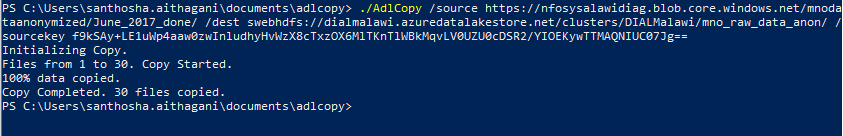 PS C:\Users\santhosha.aithagani\documents\adlcopy> ./AdlCopy /source https://nfosysalawidiag.blob.core.windows.net/mnoda
taanonymized/June_2017_done/ /dest swebhdfs://dialmalawi.azuredatalakestore.net/clusters/DIALMalawi/mno_raw_data_anon/ /
sourcekey f9kSAy+LE1uWp4aaw0zwInludhyHvWzX8cTxzOX6MlTKnTlWBkMqvLV0UZU0cDSR2/YIOEKywTTMAQNIUC07Jg==
Initializing Copy.
Files from 1 to 30. Copy Started.
100% data copied.
Copy Completed. 30 files copied.
PS C:\Users\santhosha.aithagani\documents\adlcopy>